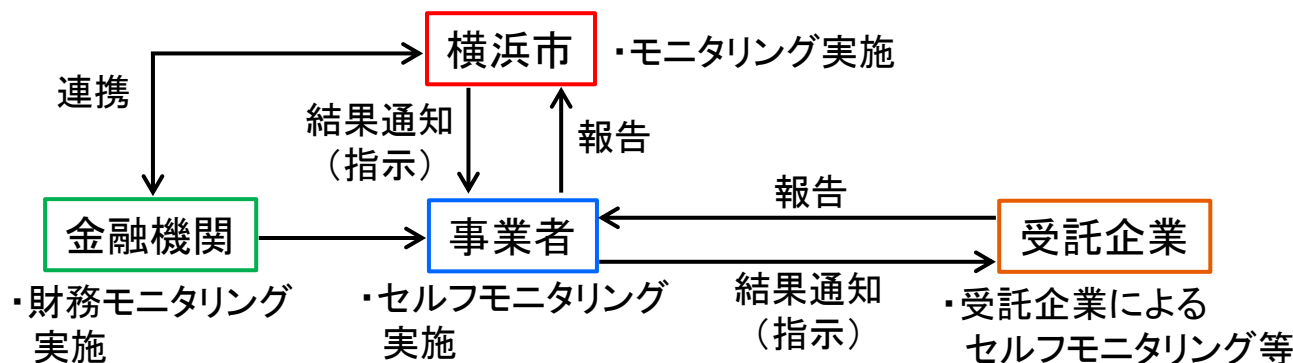 横浜市
・モニタリング実施
連携
結果通知
（指示）
報告
報告
金融機関
事業者
受託企業
・財務モニタリング
実施
・セルフモニタリング
実施
結果通知
（指示）
・受託企業による
セルフモニタリング等